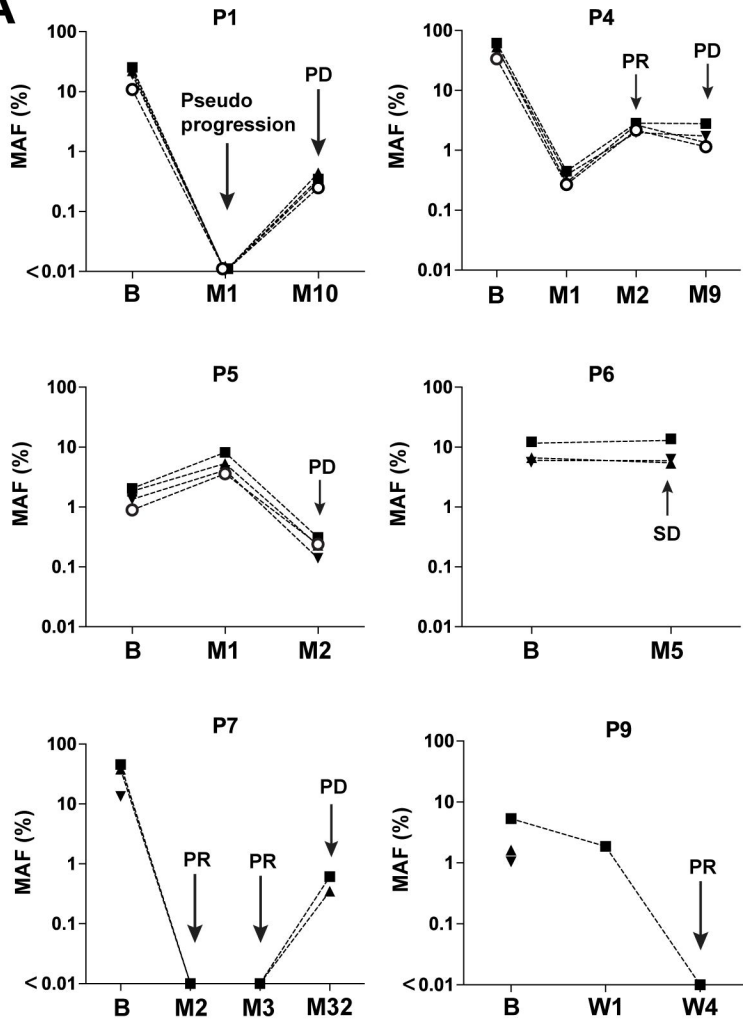 A
P1
MAF (%)
100
10
1
0.1
<0.01
Pseudo
progression
PD
B M1 M10
P4
MAF (%)
100
10
1
0.1
0.01
PR
PD
B M1 M2 M9
P5
MAF (%)
100
10
1
0.1
0.01
PD
B M1 M2
P6
MAF (%)
100
10
1
0.1
0.01
SD
B M5
P7
MAF (%)
100
10
1
0.1
<0.01
PR
PR
PD
B M2 M3 M32
P9
MAF (%)
100
10
1
0.1
<0.01
PR
B W1 W4